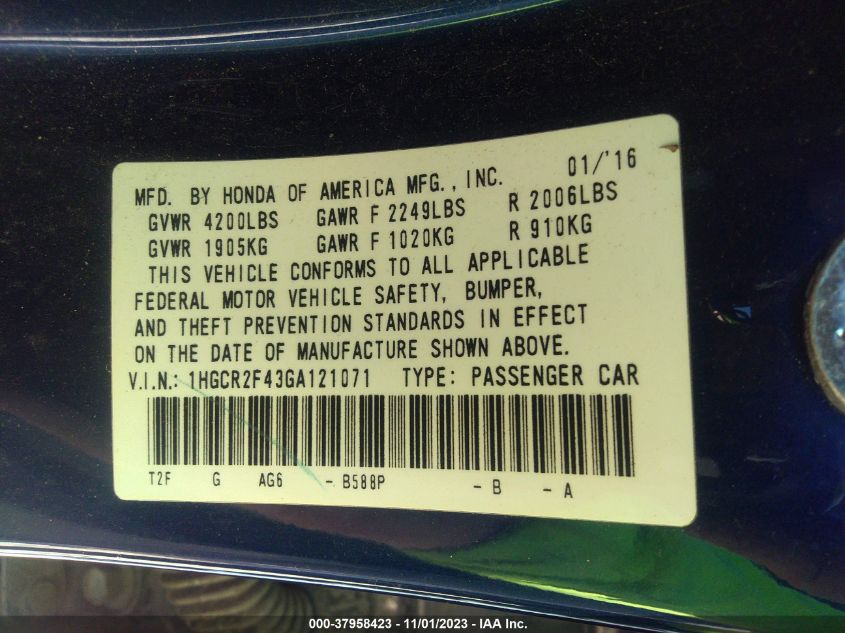 MFD. BY HONDA OF AMERICA MFG., INC. 01/'16
GVWR 4200LBS GAWR F 2249LBS R 2006LBS
GVWR 1905KG GAWR F 1020KG R 910KG
THIS VEHICLE CONFORMS TO ALL APPLICABLE
FEDERAL MOTOR VEHICLE SAFETY, BUMPER,
AND THEFT PREVENTION STANDARDS IN EFFECT
ON THE DATE OF MANUFACTURE SHOWN ABOVE.
V.I.N.: 1HGCR2F43GA121071 TYPE: PASSENGER CAR
T2F G AG6 - B588P - B - A
000-37958423 - 11/01/2023 - IAA Inc.